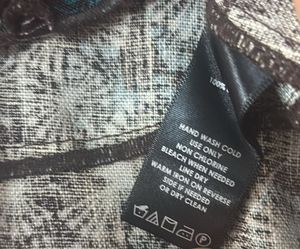 100%
HAND WASH COLD
USE ONLY
NON CHLORINE
BLEACH WHEN NEEDED
LINE DRY
WARM IRON ON REVERSE
SIDE IF NEEDED
OR DRY CLEAN